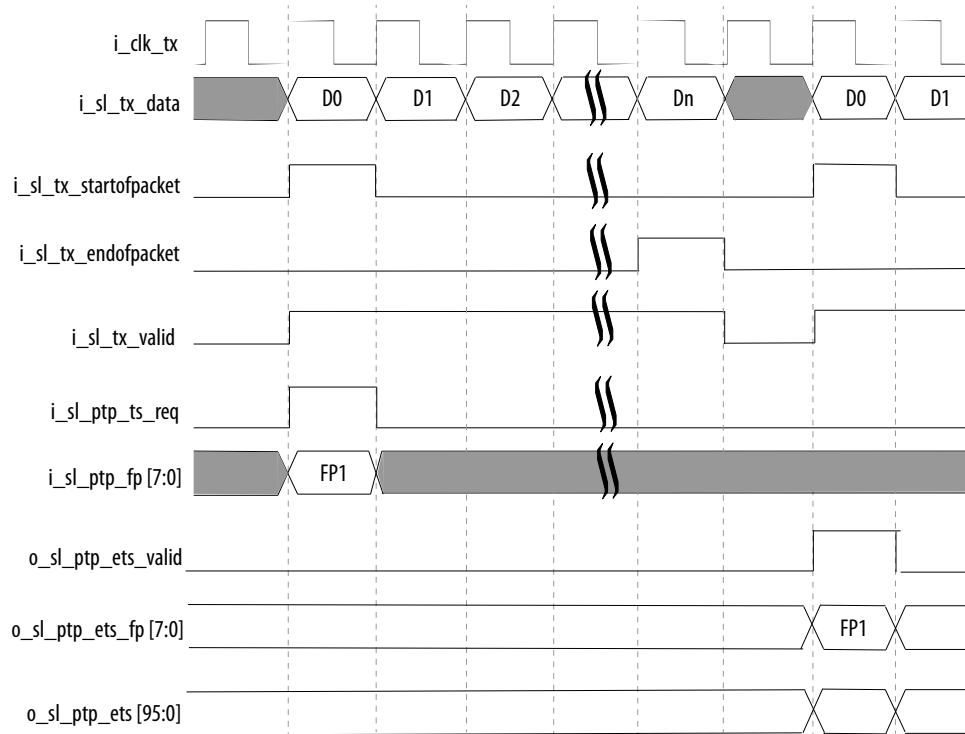 i_clk_tx
i_sl_tx_data D0 D1 D2 Dn D0 D1
i_sl_tx_startofpacket
i_sl_tx_endofpacket
i_sl_tx_valid
i_sl_ptp_ts_req
i_sl_ptp_fp [7:0] FP1
o_sl_ptp_ets_valid
o_sl_ptp_ets_fp [7:0] FP1
o_sl_ptp_ets [95:0]